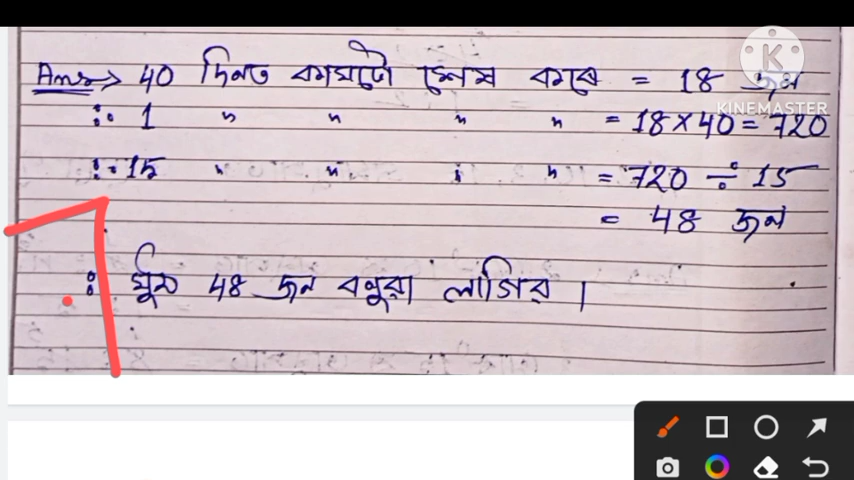 Ans> 40 দিনত কামটো শেষ কৰে = 18 জন
KINEMASTER
∴ 1 " " " " = 18 × 40 = 720
∴ 15 " " " " = 720 ÷ 15
= 48 জন
∴ মুঠ 48 জন বনুৱা লাগিব ।